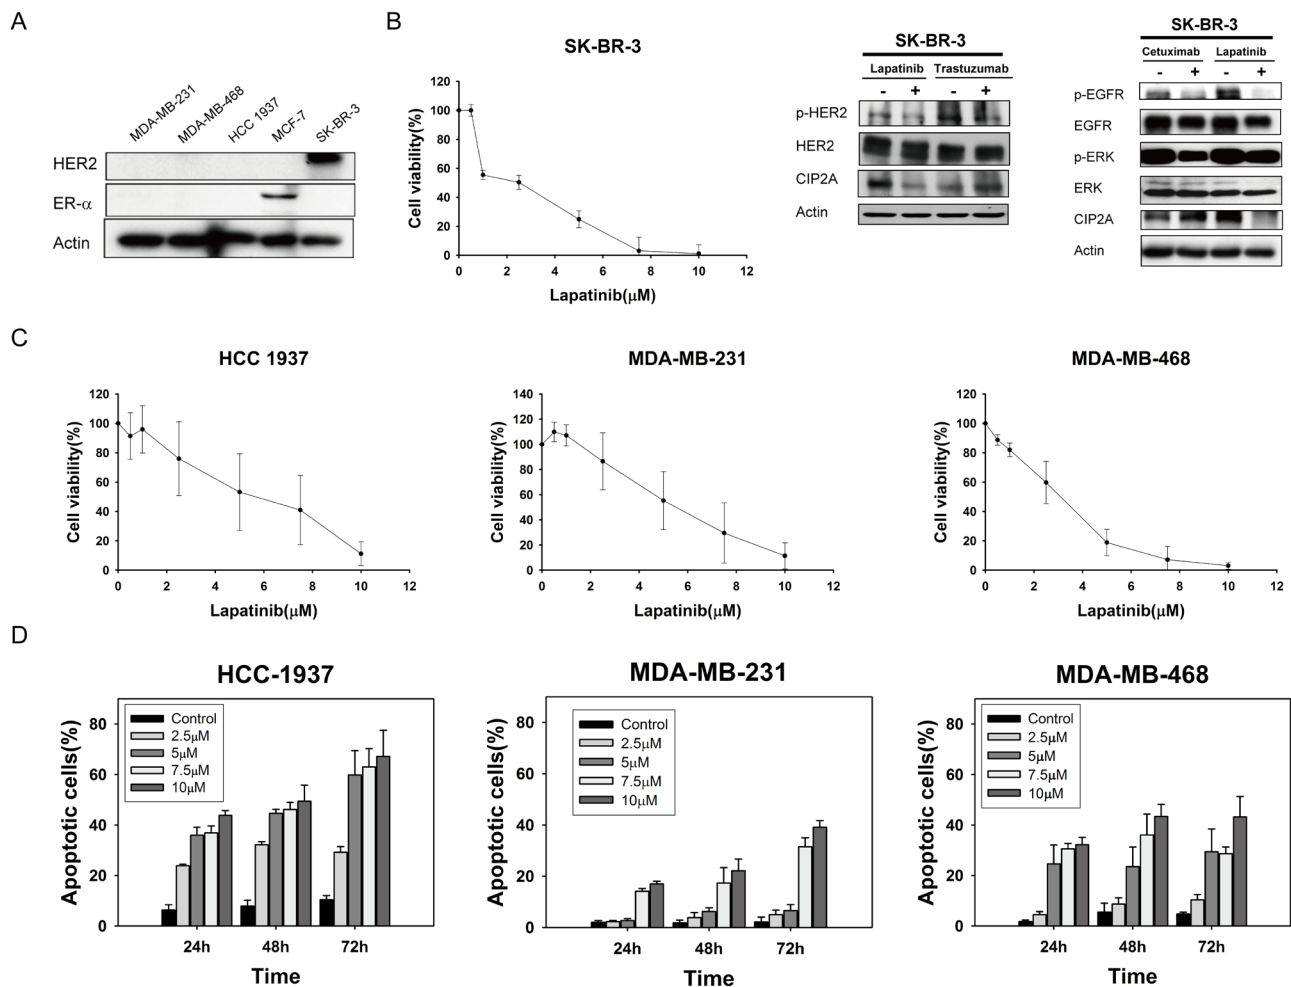 A
MDA-MB-231
MDA-MB-468
HCC 1937
MCF-7
SK-BR-3
HER2
ER-α
Actin
B
SK-BR-3
Cell viability(%)
120
100
80
60
40
20
0
0 2 4 6 8 10 12
Lapatinib(μM)
SK-BR-3
Lapatinib Trastuzumab
- + - +
p-HER2
HER2
CIP2A
Actin
SK-BR-3
Cetuximab Lapatinib
- + - +
p-EGFR
EGFR
p-ERK
ERK
CIP2A
Actin
C
HCC 1937
Cell viability(%)
120
100
80
60
40
20
0
0 2 4 6 8 10 12
Lapatinib(μM)
MDA-MB-231
Cell viability(%)
140
120
100
80
60
40
20
0
0 2 4 6 8 10 12
Lapatinib(μM)
MDA-MB-468
Cell viability(%)
120
100
80
60
40
20
0
0 2 4 6 8 10 12
Lapatinib(μM)
D
HCC-1937
Apoptotic cells(%)
80
60
40
20
0
Control
2.5μM
5μM
7.5μM
10μM
24h 48h 72h
Time
MDA-MB-231
Apoptotic cells(%)
80
60
40
20
0
Control
2.5μM
5μM
7.5μM
10μM
24h 48h 72h
Time
MDA-MB-468
Apoptotic cells(%)
80
60
40
20
0
Control
2.5μM
5μM
7.5μM
10μM
24h 48h 72h
Time